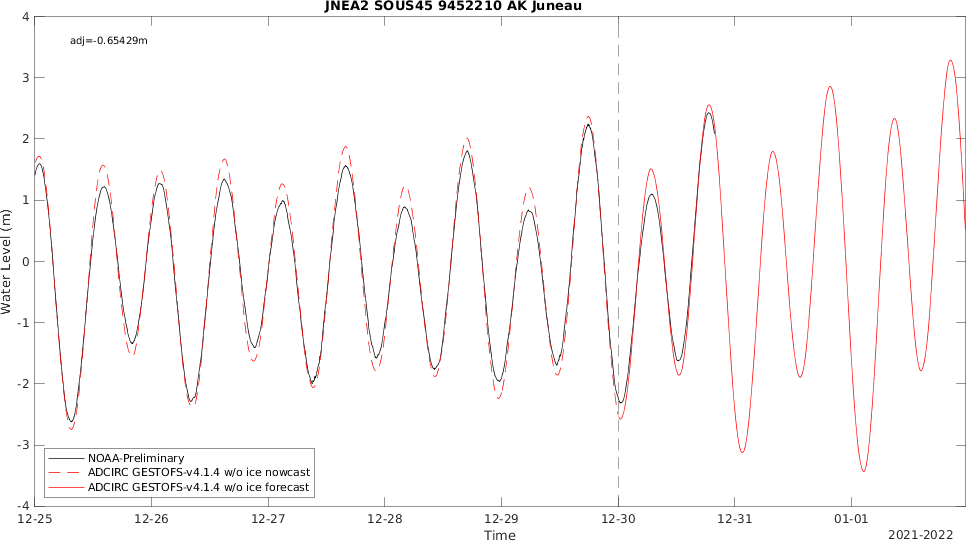 JNEA2 SOUS45 9452210 AK Juneau
adj=-0.65429m
4
3
2
1
0
-1
-2
-3
-4
Water Level (m)
NOAA-Preliminary
ADCIRC GESTOFS-v4.1.4 w/o ice nowcast
ADCIRC GESTOFS-v4.1.4 w/o ice forecast
12-25 12-26 12-27 12-28 12-29 12-30 12-31 01-01
Time
2021-2022